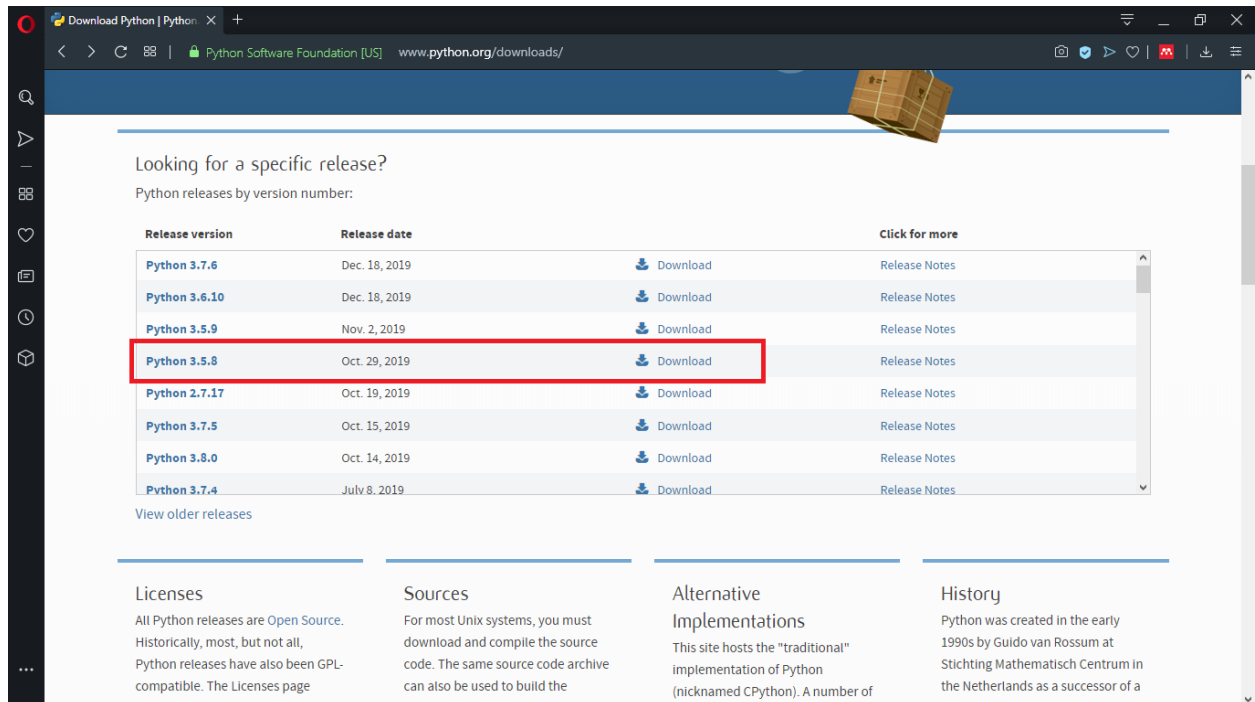 Download Python | Python.
Python Software Foundation [US] www.python.org/downloads/
Looking for a specific release?
Python releases by version number:
Release version Release date Click for more
Python 3.7.6 Dec. 18, 2019 Download Release Notes
Python 3.6.10 Dec. 18, 2019 Download Release Notes
Python 3.5.9 Nov. 2, 2019 Download Release Notes
Python 3.5.8 Oct. 29, 2019 Download Release Notes
Python 2.7.17 Oct. 19, 2019 Download Release Notes
Python 3.7.5 Oct. 15, 2019 Download Release Notes
Python 3.8.0 Oct. 14, 2019 Download Release Notes
Python 3.7.4 July 8, 2019 Download Release Notes
View older releases
Licenses
All Python releases are Open Source.
Historically, most, but not all,
Python releases have also been GPL-
compatible. The Licenses page
Sources
For most Unix systems, you must
download and compile the source
code. The same source code archive
can also be used to build the
Alternative
Implementations
This site hosts the "traditional"
implementation of Python
(nicknamed CPython). A number of
History
Python was created in the early
1990s by Guido van Rossum at
Stichting Mathematisch Centrum in
the Netherlands as a successor of a